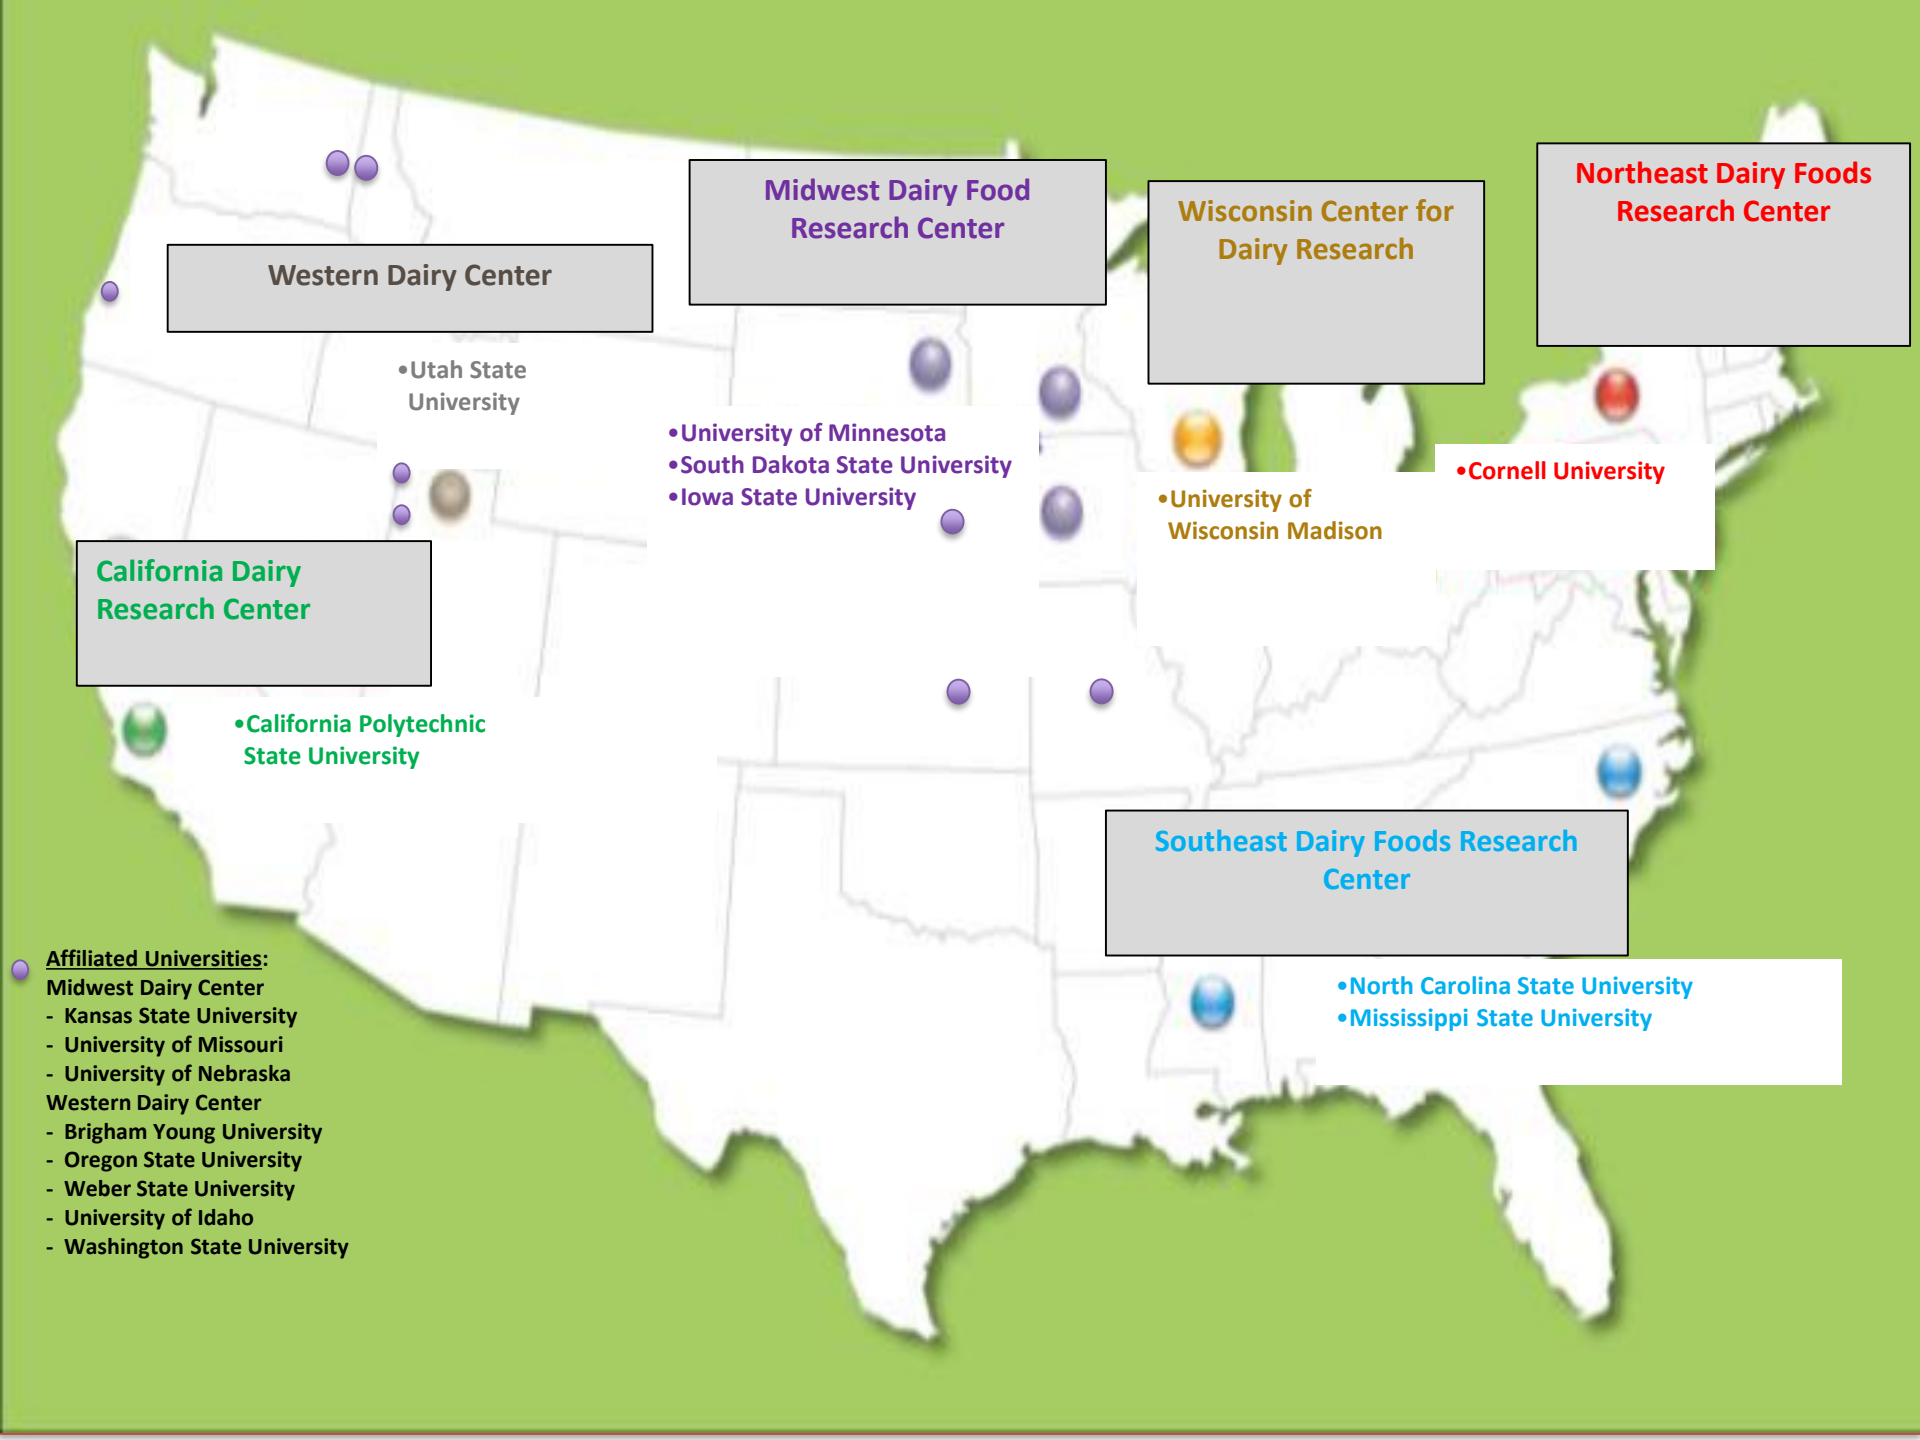 Northeast Dairy Foods
Research Center
Midwest Dairy Food
Research Center
Wisconsin Center for
Dairy Research
Western Dairy Center
•Utah State
University
•University of Minnesota
•South Dakota State University
•Iowa State University
•Cornell University
•University of
Wisconsin Madison
California Dairy
Research Center
•California Polytechnic
State University
Southeast Dairy Foods Research
Center
•North Carolina State University
•Mississippi State University
Affiliated Universities:
Midwest Dairy Center
- Kansas State University
- University of Missouri
- University of Nebraska
Western Dairy Center
- Brigham Young University
- Oregon State University
- Weber State University
- University of Idaho
- Washington State University